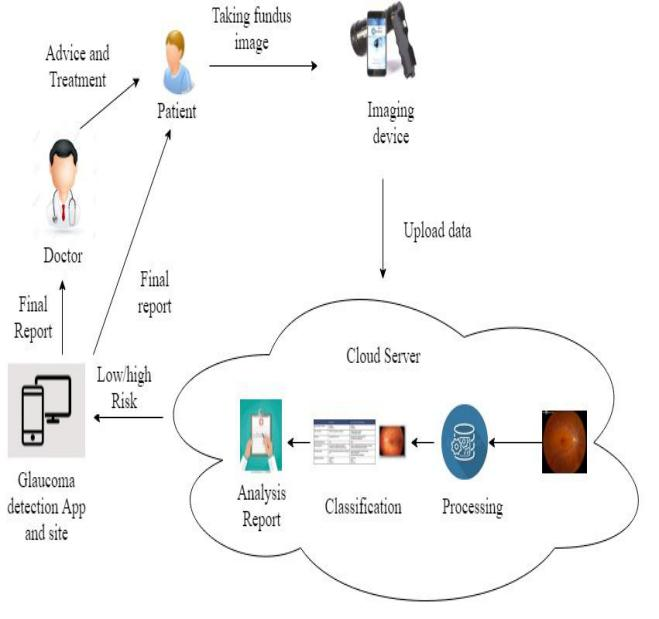 Taking fundus
image
Advice and
Treatment
Patient
Imaging
device
Doctor
Upload data
Final
report
Final
Report
Cloud Server
Low/high
Risk
Glaoucoma
detection App
and site
Analysis
Report
Classification
Processing